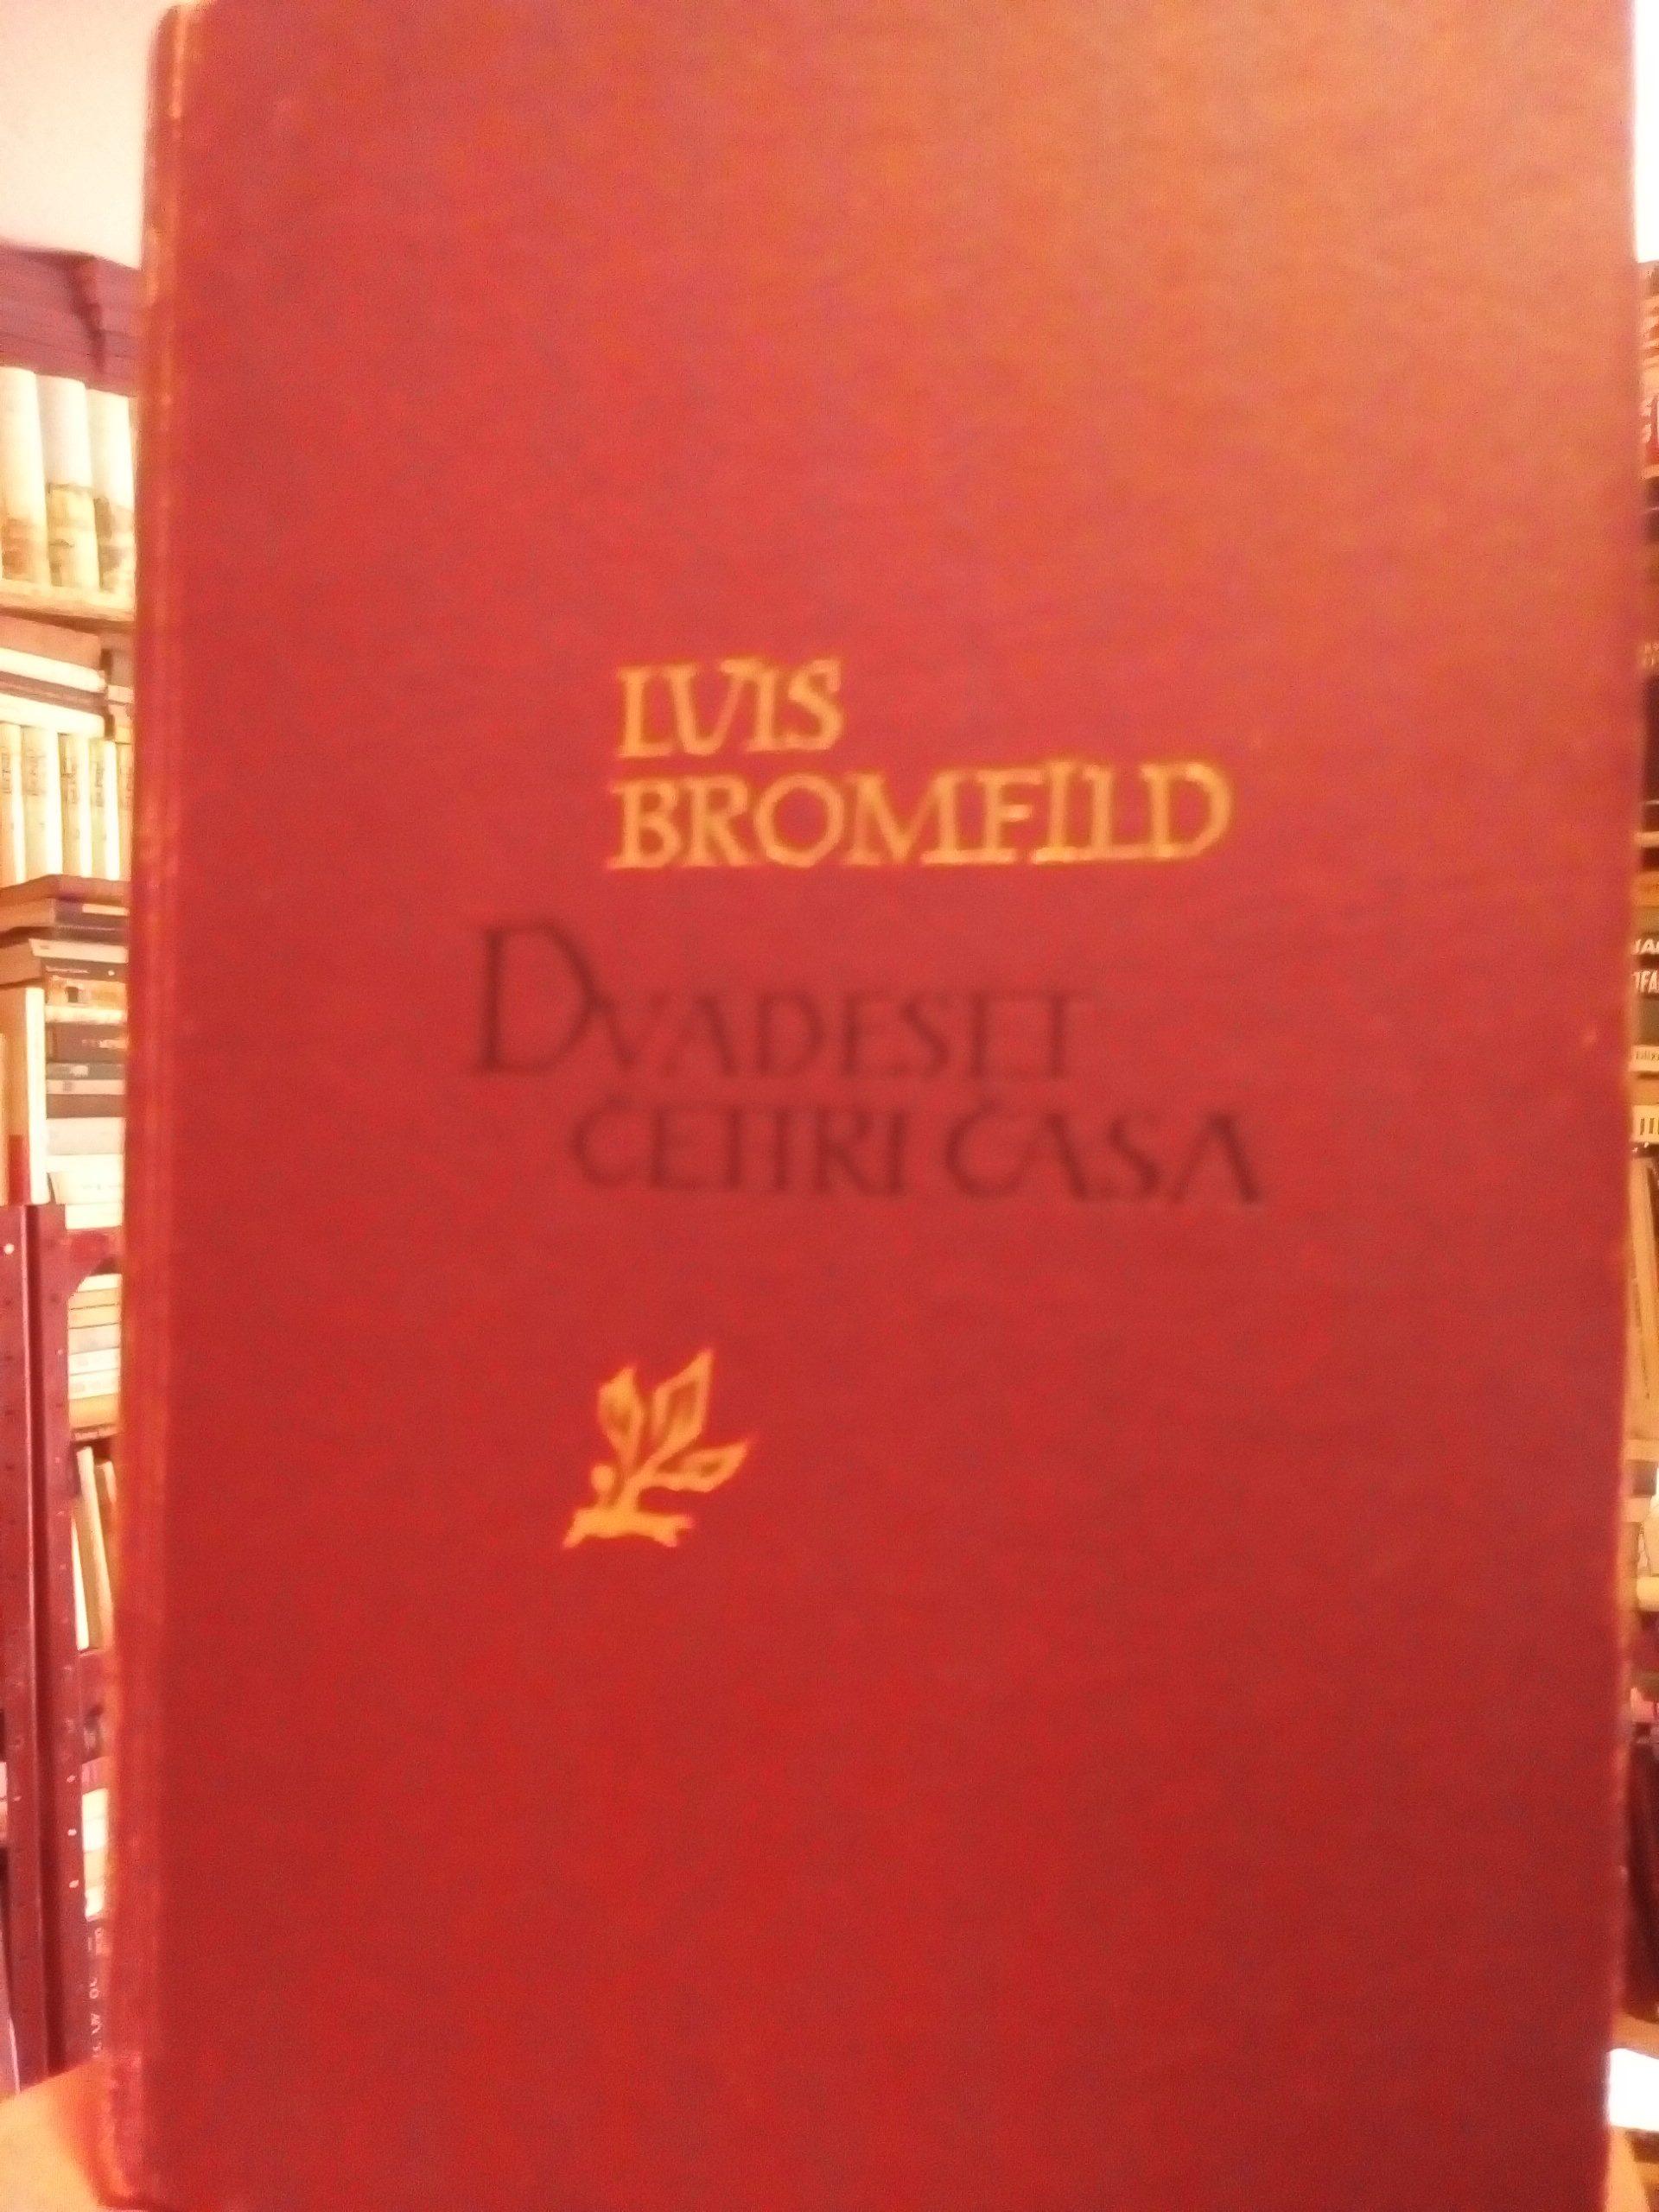 LUIS
BROMFILD
DVADESET
ČETIRI ČASA